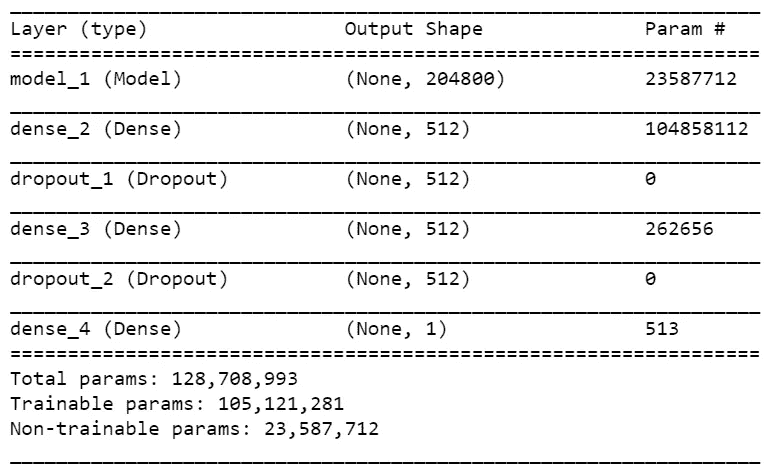 Layer (type) Output Shape Param #
model_1 (Model) (None, 204800) 23587712
dense_2 (Dense) (None, 512) 104858112
dropout_1 (Dropout) (None, 512) 0
dense_3 (Dense) (None, 512) 262656
dropout_2 (Dropout) (None, 512) 0
dense_4 (Dense) (None, 1) 513
Total params: 128,708,993
Trainable params: 105,121,281
Non-trainable params: 23,587,712